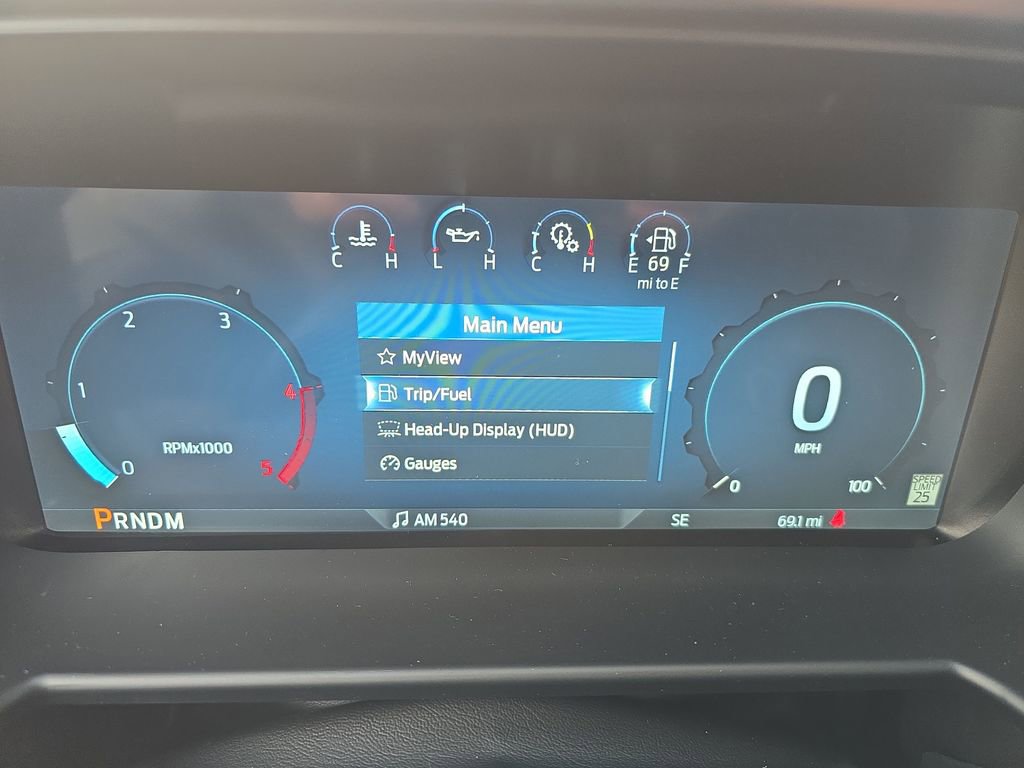 C H
L H
C H
E 69 F
mi to E
Main Menu
MyView
Trip/Fuel
Head-Up Display (HUD)
Gauges
0 1 2 3 4 5
RPMx1000
0
MPH
0 100
SPEED
LIMIT
25
PRNDM
AM 540
SE
69.1 mi